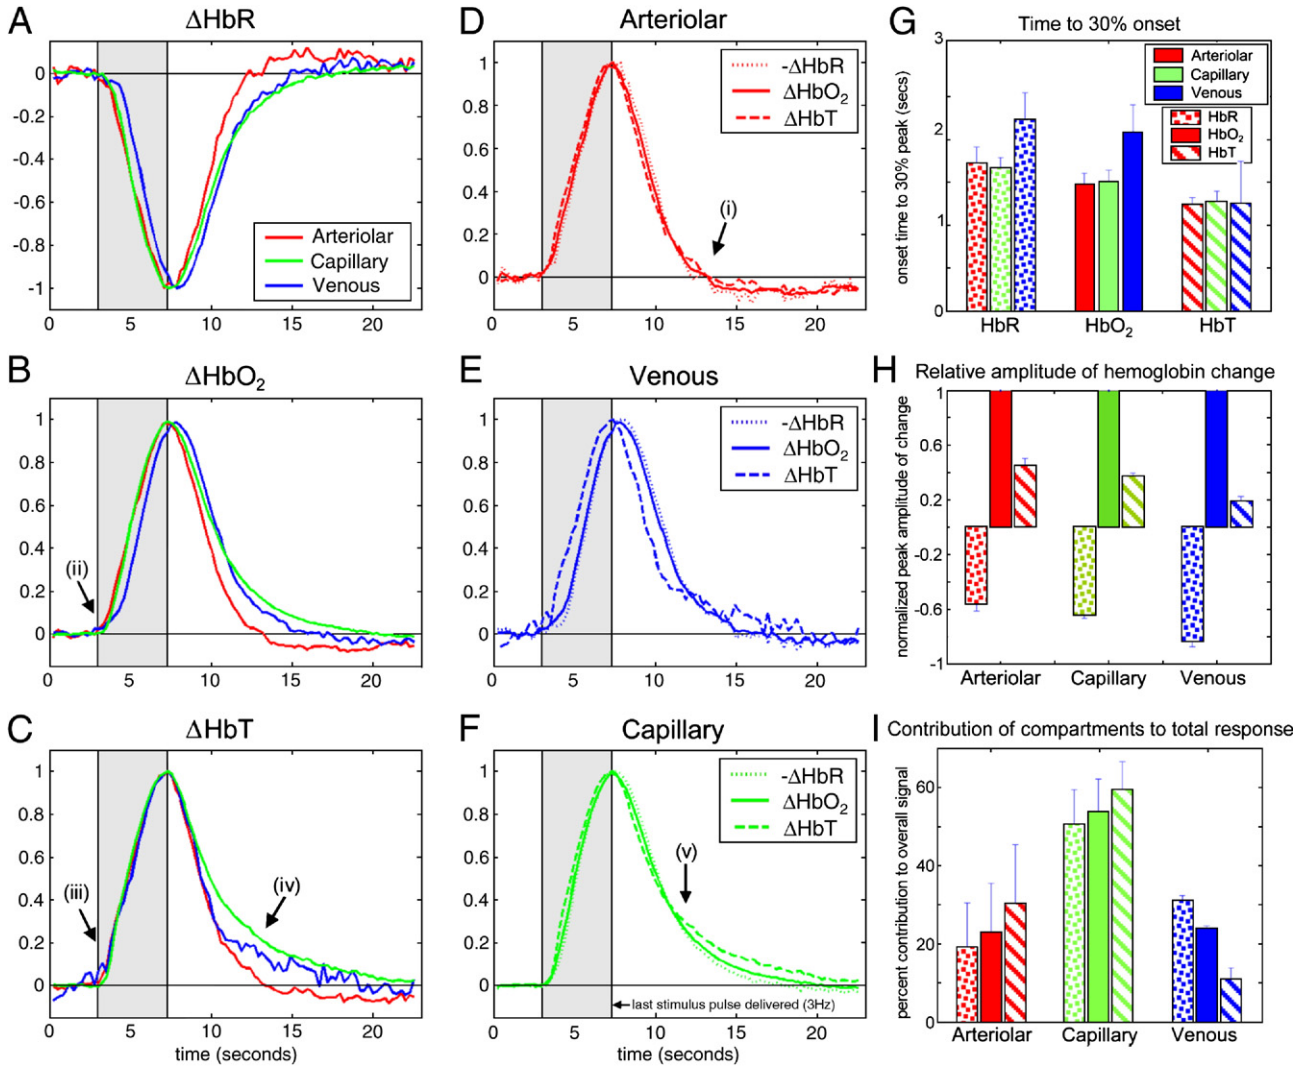 A
ΔHbR
0
-0.2
-0.4
-0.6
-0.8
-1
Arteriolar
Capillary
Venous
0 5 10 15 20
B
ΔHbO2
1
0.8
0.6
0.4
0.2
0
(ii)
0 5 10 15 20
C
ΔHbT
1
0.8
0.6
0.4
0.2
0
(iii)
(iv)
0 5 10 15 20
time (seconds)
D
Arteriolar
1
0.8
0.6
0.4
0.2
0
-ΔHbR
ΔHbO2
ΔHbT
(i)
0 5 10 15 20
E
Venous
1
0.8
0.6
0.4
0.2
0
-ΔHbR
ΔHbO2
ΔHbT
0 5 10 15 20
F
Capillary
1
0.8
0.6
0.4
0.2
0
-ΔHbR
ΔHbO2
ΔHbT
(v)
last stimulus pulse delivered (3Hz)
0 5 10 15 20
time (seconds)
G
Time to 30% onset
onset time to 30% peak (secs)
3
2
1
0
Arteriolar
Capillary
Venous
HbR
HbO2
HbT
HbR HbO2 HbT
H
Relative amplitude of hemoglobin change
normalized peak amplitude of change
1
0.6
0.2
-0.2
-0.6
-1
Arteriolar Capillary Venous
I
Contribution of compartments to total response
percent contribution to overall signal
60
40
20
0
Arteriolar Capillary Venous